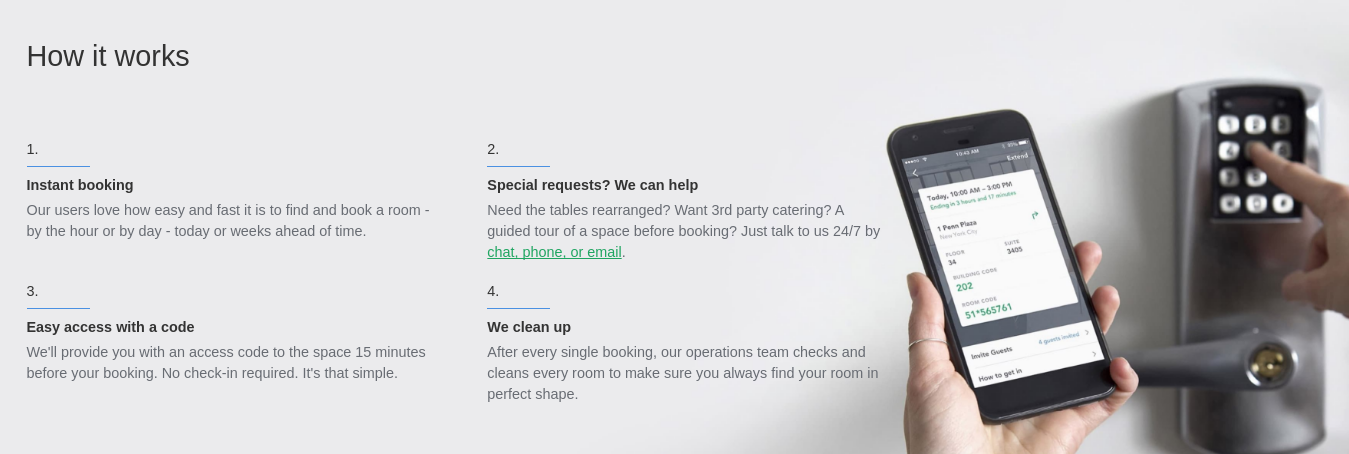 How it works
1.
Instant booking
Our users love how easy and fast it is to find and book a room -
by the hour or by day - today or weeks ahead of time.
2.
Special requests? We can help
Need the tables rearranged? Want 3rd party catering? A
guided tour of a space before booking? Just talk to us 24/7 by
chat, phone, or email.
3.
Easy access with a code
We'll provide you with an access code to the space 15 minutes
before your booking. No check-in required. It's that simple.
4.
We clean up
After every single booking, our operations team checks and
cleans every room to make sure you always find your room in
perfect shape.
10:43 AM
Extend
Today, 10:00 AM – 3:00 PM
Ending in 3 hours and 17 minutes
1 Penn Plaza
New York City
FLOOR SUITE
34 3405
BUILDING CODE
202
ROOM CODE
51*565761
Invite Guests 4 guests invited
How to get in
1 2 3
4
7 8